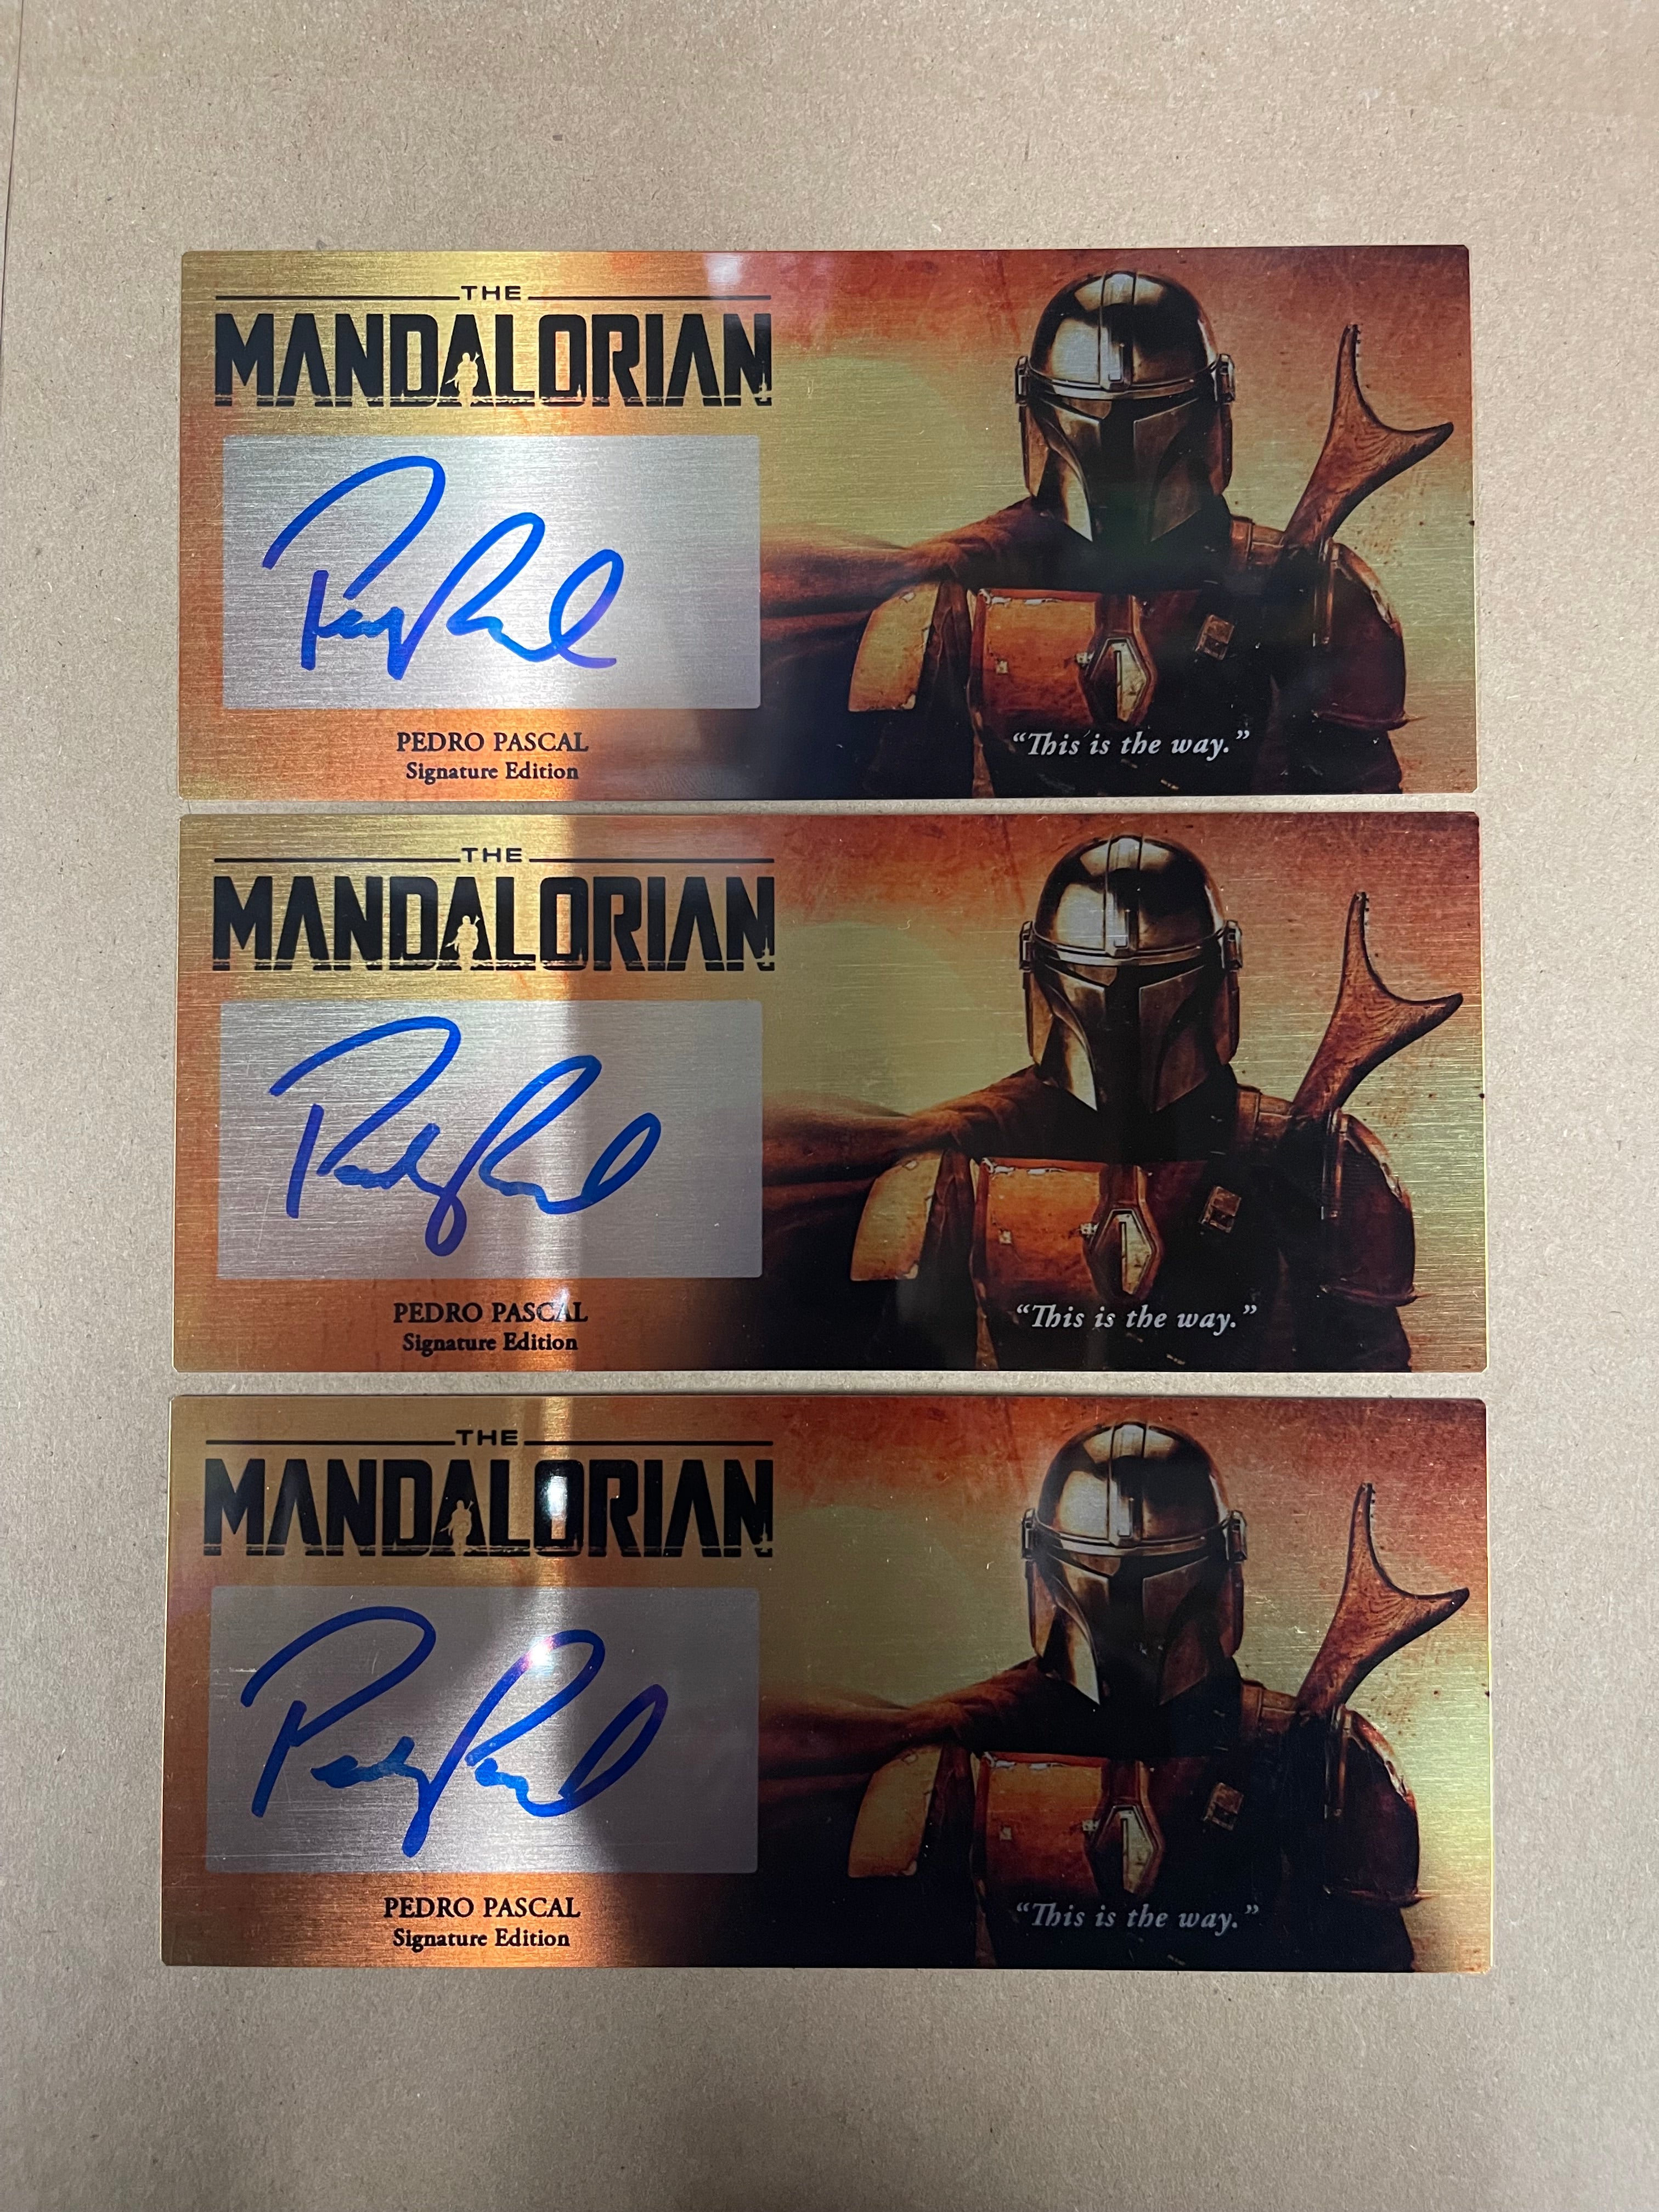 THE
MANDALORIAN
PEDRO PASCAL
Signature Edition
“This is the way.”
THE
MANDALORIAN
PEDRO PASCAL
Signature Edition
“This is the way.”
THE
MANDALORIAN
PEDRO PASCAL
Signature Edition
“This is the way.”